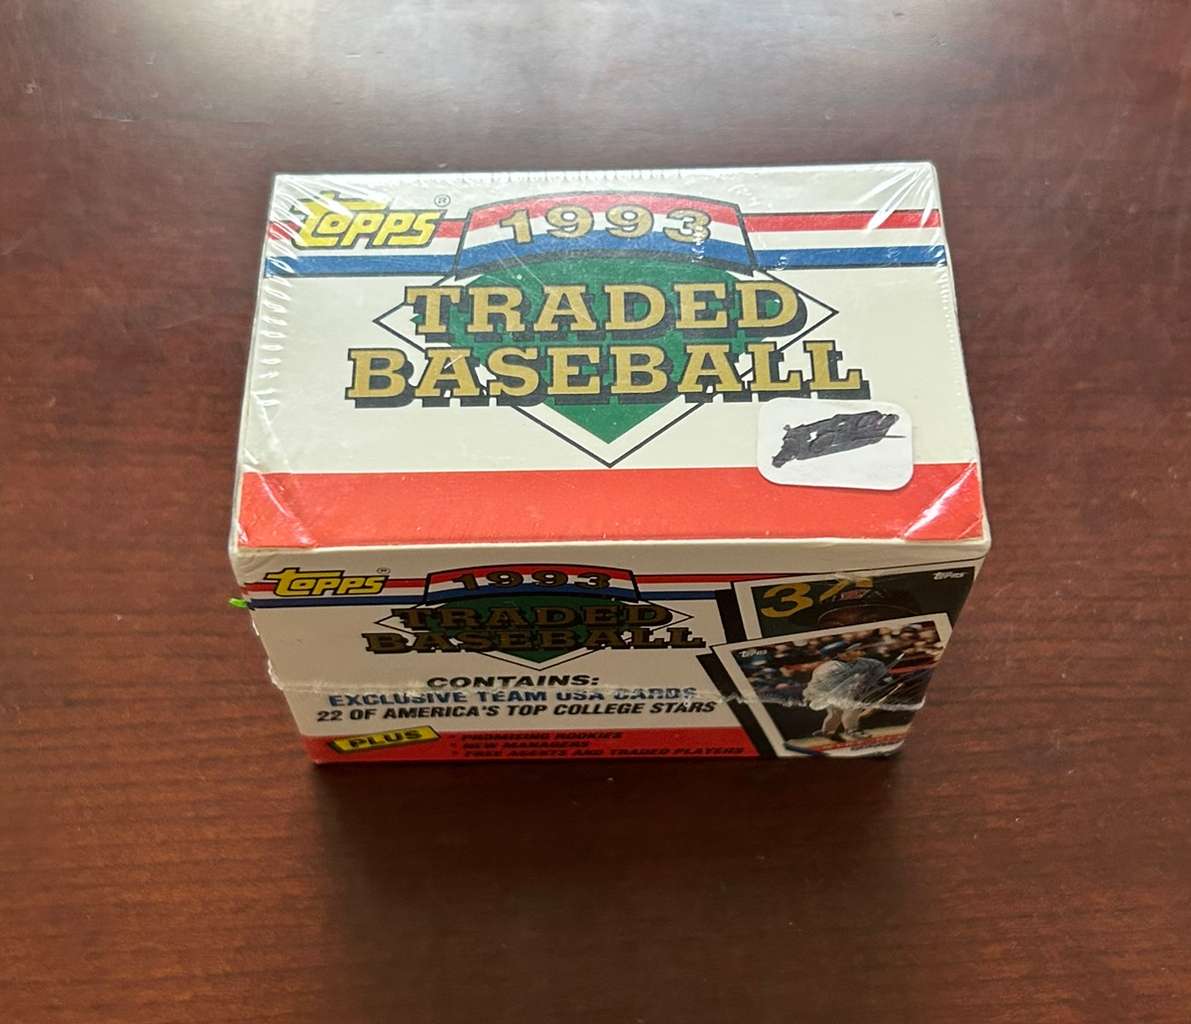 Topps®
1993
TRADED
BASEBALL
Topps®
1993
TRADED
BASEBALL
CONTAINS:
EXCLUSIVE TEAM USA CARDS
22 OF AMERICA'S TOP COLLEGE STARS
PLUS
• PROMISING ROOKIES
• NEW MANAGERS
• FREE AGENTS AND TRADED PLAYERS
Topps
Topps